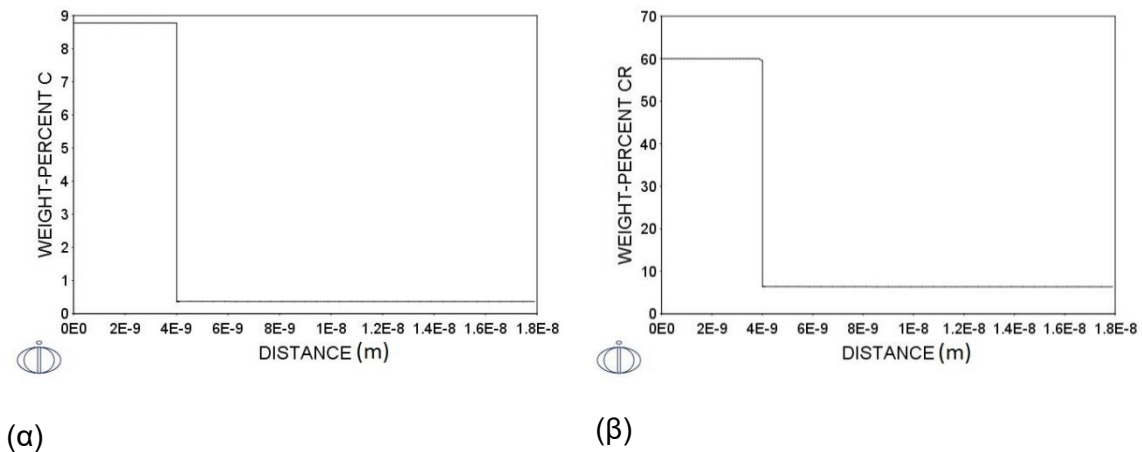 9
8
7
6
5
4
3
2
1
0
WEIGHT-PERCENT C
0E0 2E-9 4E-9 6E-9 8E-9 1E-8 1.2E-8 1.4E-8 1.6E-8 1.8E-8
DISTANCE (m)
(α)
70
60
50
40
30
20
10
0
WEIGHT-PERCENT CR
0E0 2E-9 4E-9 6E-9 8E-9 1E-8 1.2E-8 1.4E-8 1.6E-8 1.8E-8
DISTANCE (m)
(β)